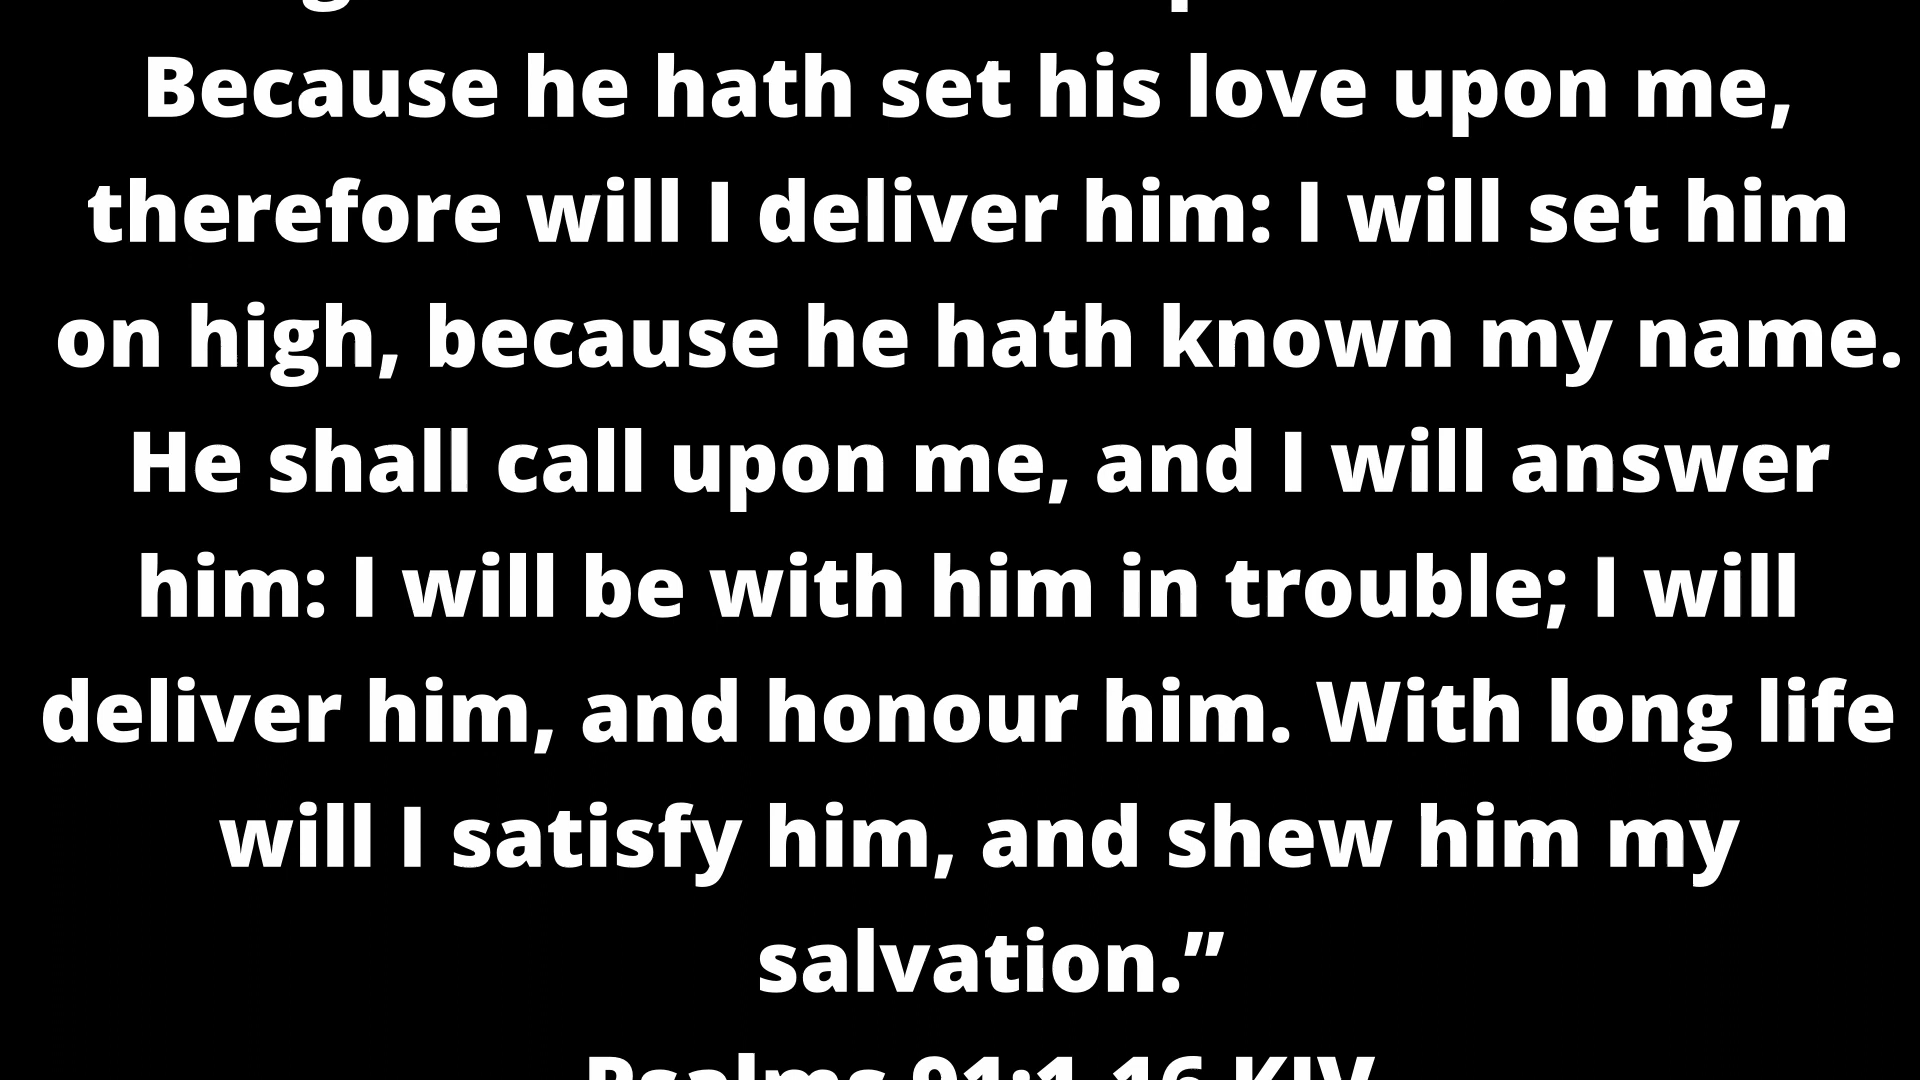 Because he hath set his love upon me,
therefore will I deliver him: I will set him
on high, because he hath known my name.
He shall call upon me, and I will answer
him: I will be with him in trouble; I will
deliver him, and honour him. With long life
will I satisfy him, and shew him my
salvation.”
Psalms 91:1-16 KJV